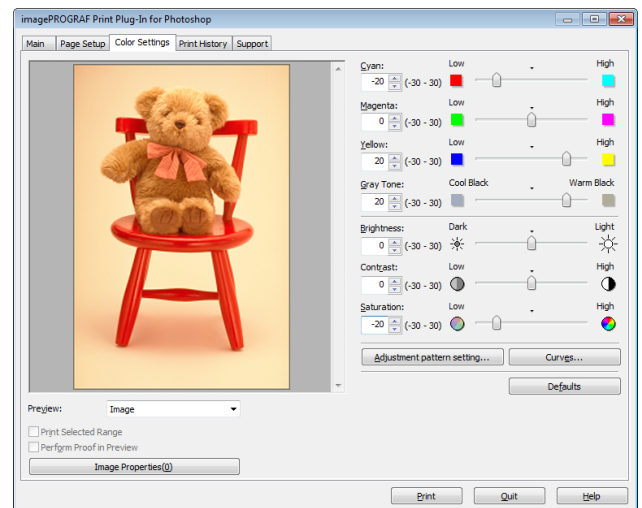 imagePROGRAF Print Plug-In for Photoshop
Main Page Setup Color Settings Print History Support
Cyan: Low High
-20 (-30 - 30)
Magenta: Low High
0 (-30 - 30)
Yellow: Low High
20 (-30 - 30)
Gray Tone: Cool Black Warm Black
20 (-30 - 30)
Brightness: Dark Light
0 (-30 - 30)
Contrast: Low High
0 (-30 - 30)
Saturation: Low High
-20 (-30 - 30)
Adjustment pattern setting... Curves...
Defaults
Preview: Image
Print Selected Range
Perform Proof in Preview
Image Properties(0)
Print Quit Help